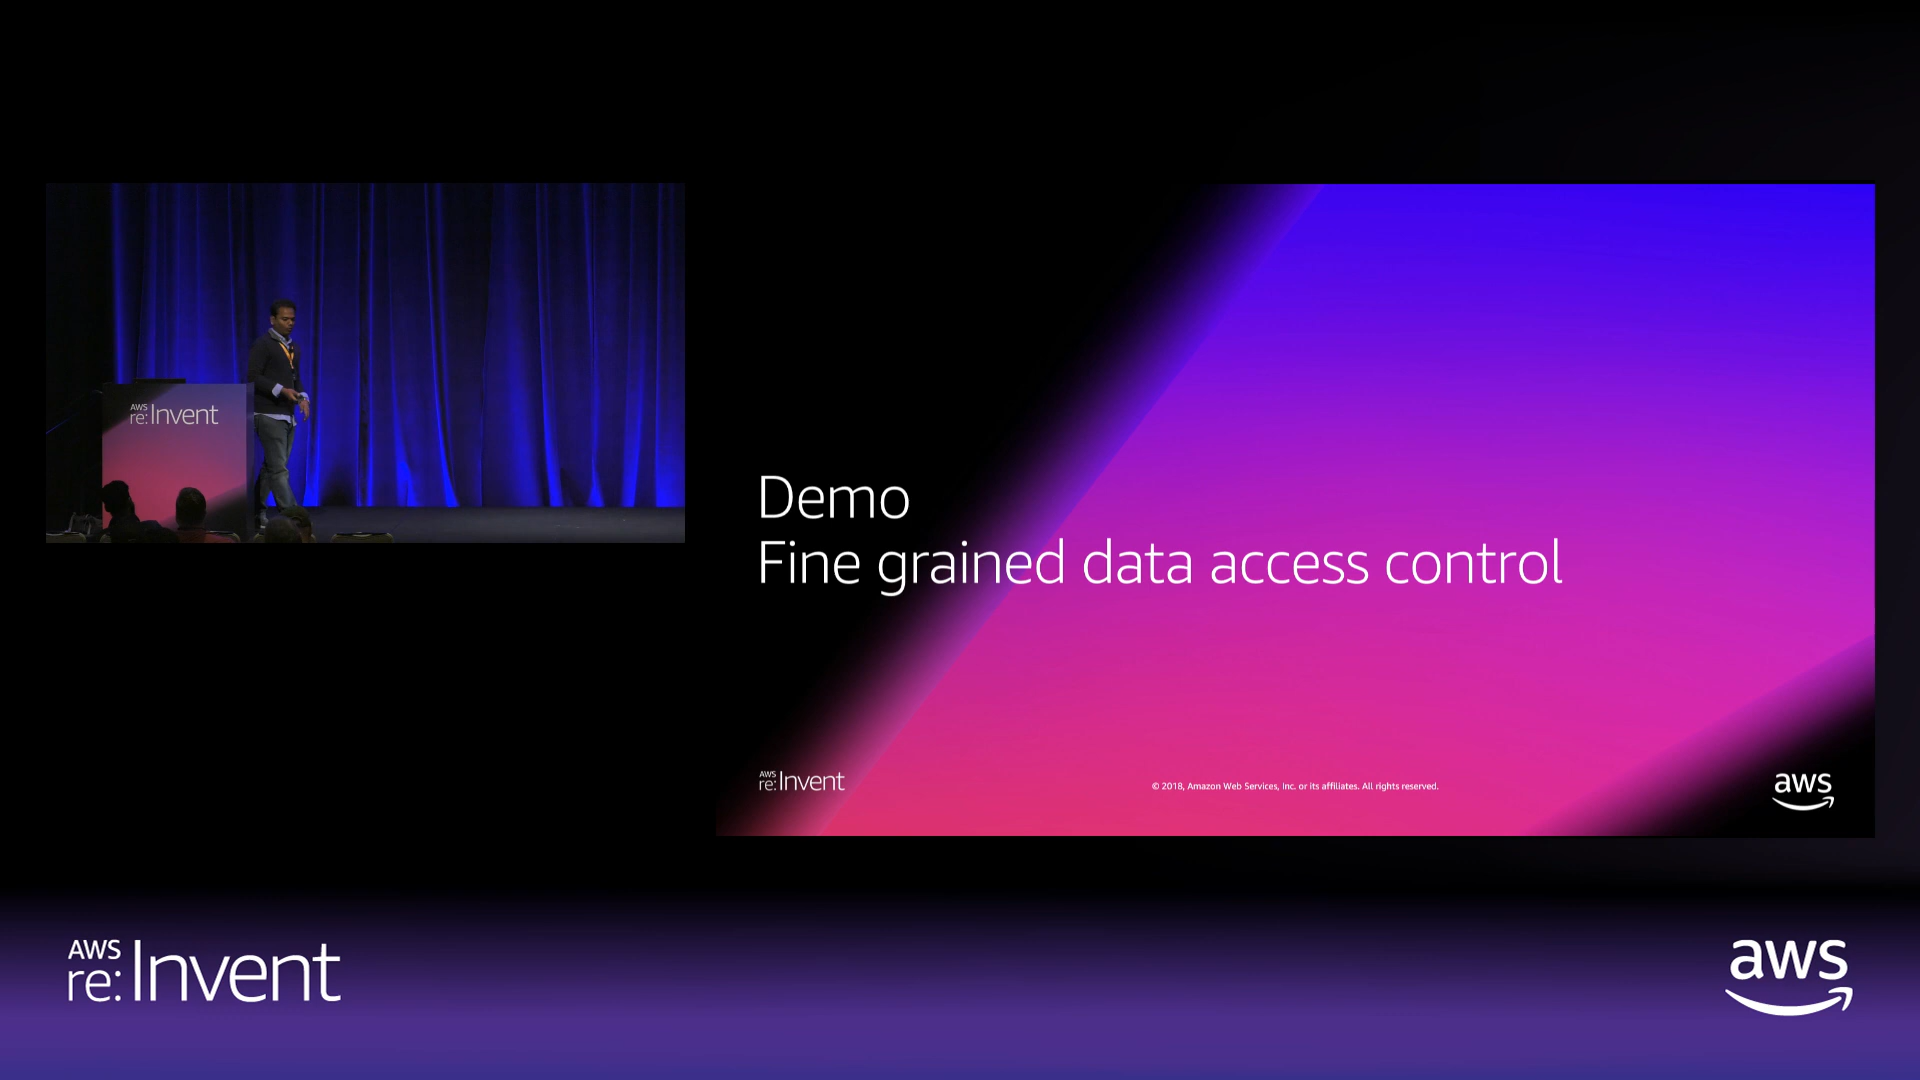 AWS
re:Invent
Demo
Fine grained data access control
AWS
re:Invent
© 2018, Amazon Web Services, Inc. or its affiliates. All rights reserved.
aws
AWS
re:Invent
aws